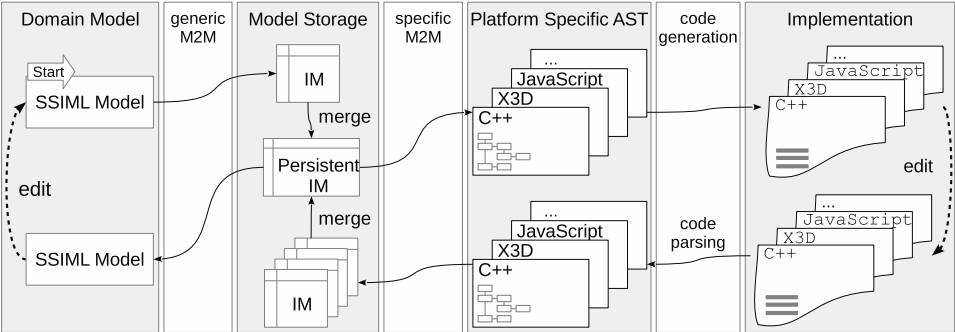 Domain Model
generic
M2M
Model Storage
specific
M2M
Platform Specific AST
code
generation
Implementation
Start
SSIML Model
IM
merge
Persistent
IM
merge
IM
edit
SSIML Model
...
JavaScript
X3D
C++
...
JavaScript
X3D
C++
code
parsing
...
JavaScript
X3D
C++
edit
...
JavaScript
X3D
C++